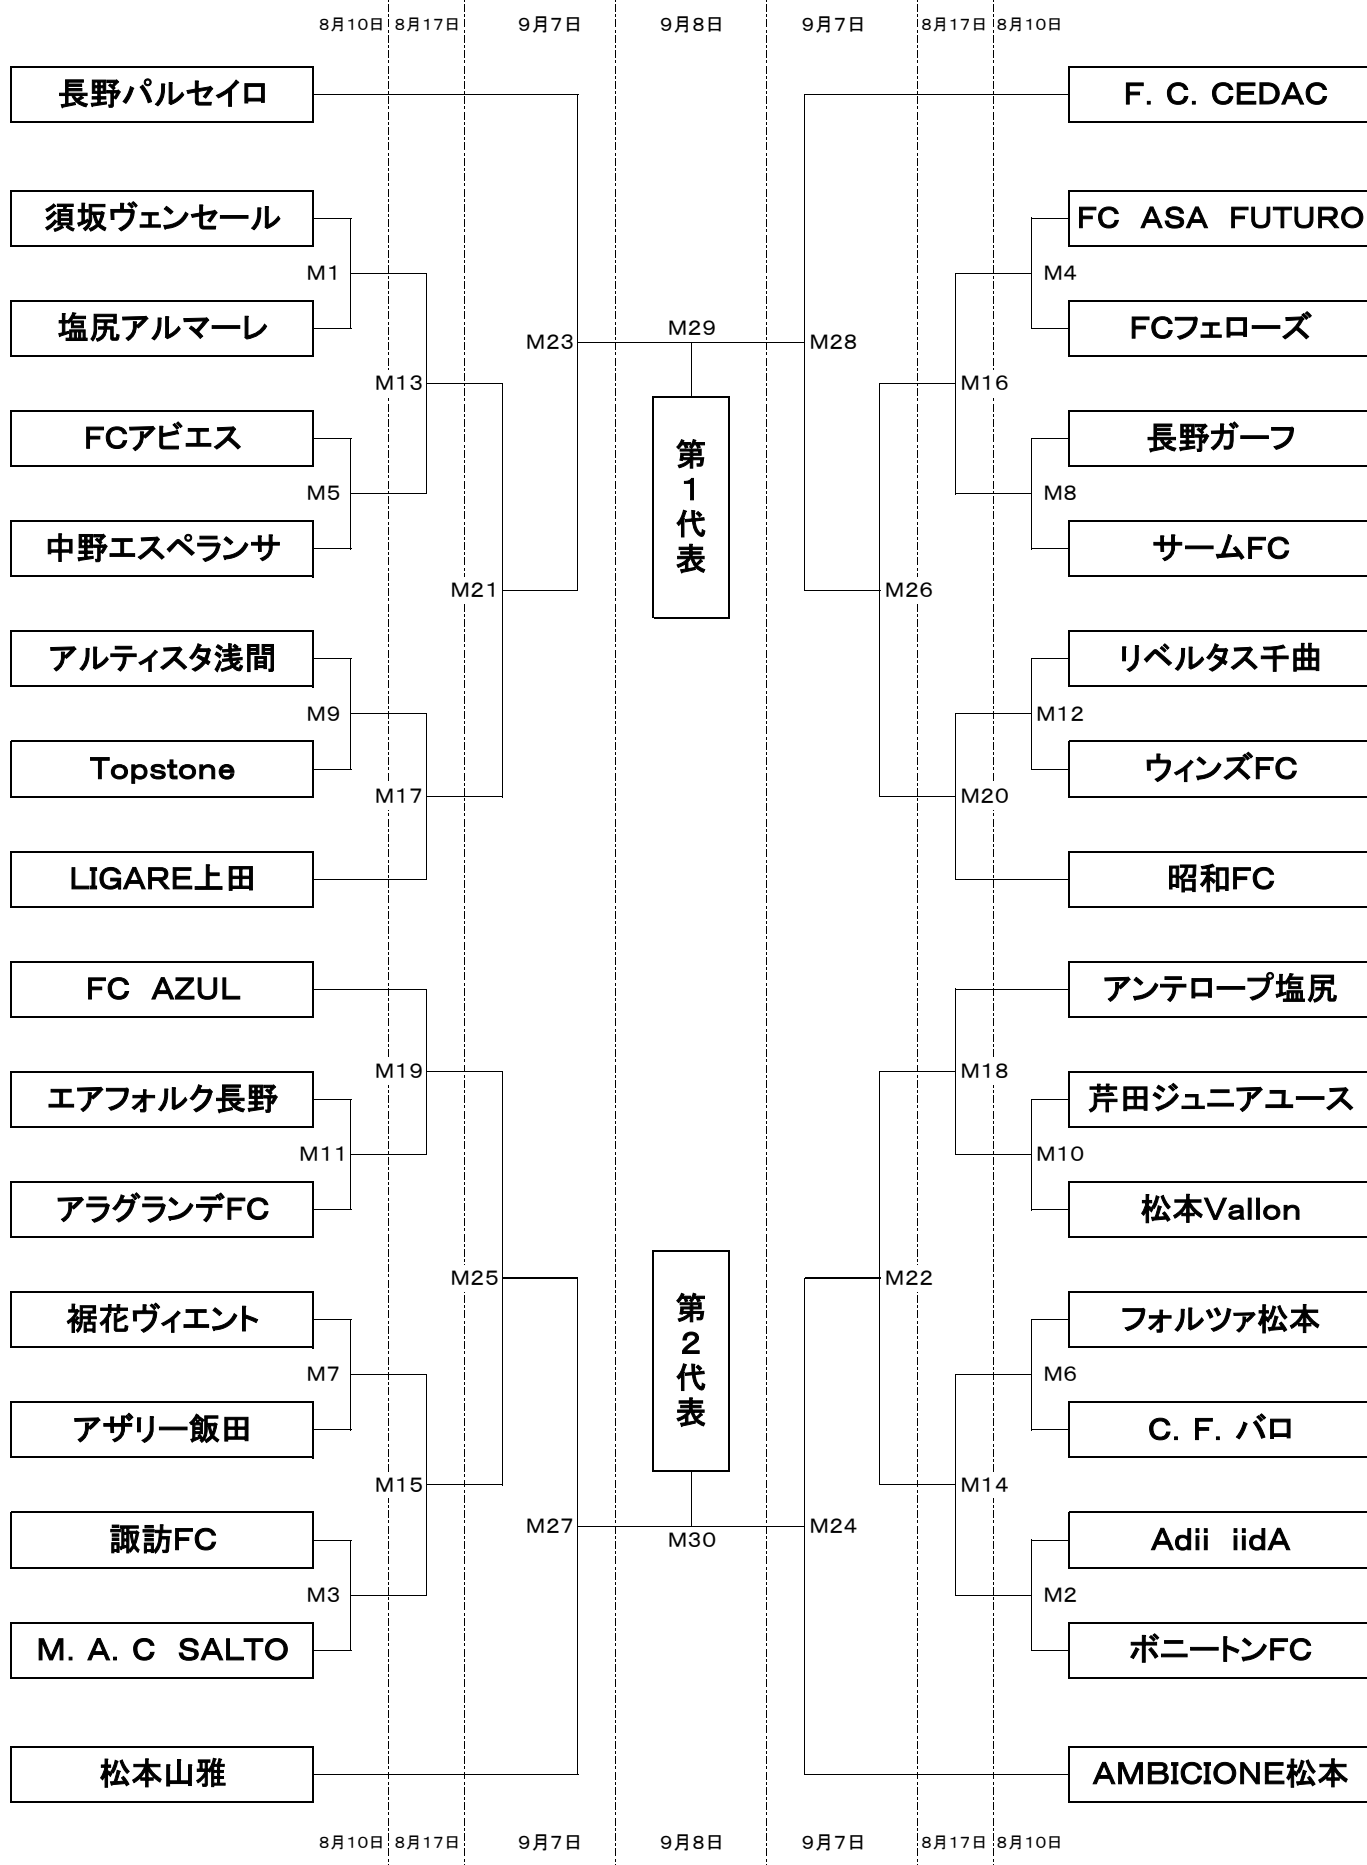 8月10日 8月17日 9月7日 9月8日 9月7日 8月17日 8月10日
長野パルセイロ F. C. CEDAC
須坂ヴェンセール FC ASA FUTURO
M1 M4
塩尻アルマーレ FCフェローズ
M29
M23 M28
M13 M16
FCアビエス 長野ガーフ
第1代表
M5 M8
中野エスペランサ サームFC
M21 M26
アルティスタ浅間 リベルタス千曲
M9 M12
Topstone ウィンズFC
M17 M20
LIGARE上田 昭和FC
FC AZUL アンテロープ塩尻
M19 M18
エアフォルク長野 芹田ジュニアユース
M11 M10
アラグランデFC 松本Vallon
M25 M22
裾花ヴィエント フォルツァ松本
第2代表
M7 M6
アザリー飯田 C. F. バロ
M15 M14
M27 M24
諏訪FC Adii iidA
M30
M3 M2
M. A. C SALTO ボニートンFC
松本山雅 AMBICIONE松本
8月10日 8月17日 9月7日 9月8日 9月7日 8月17日 8月10日